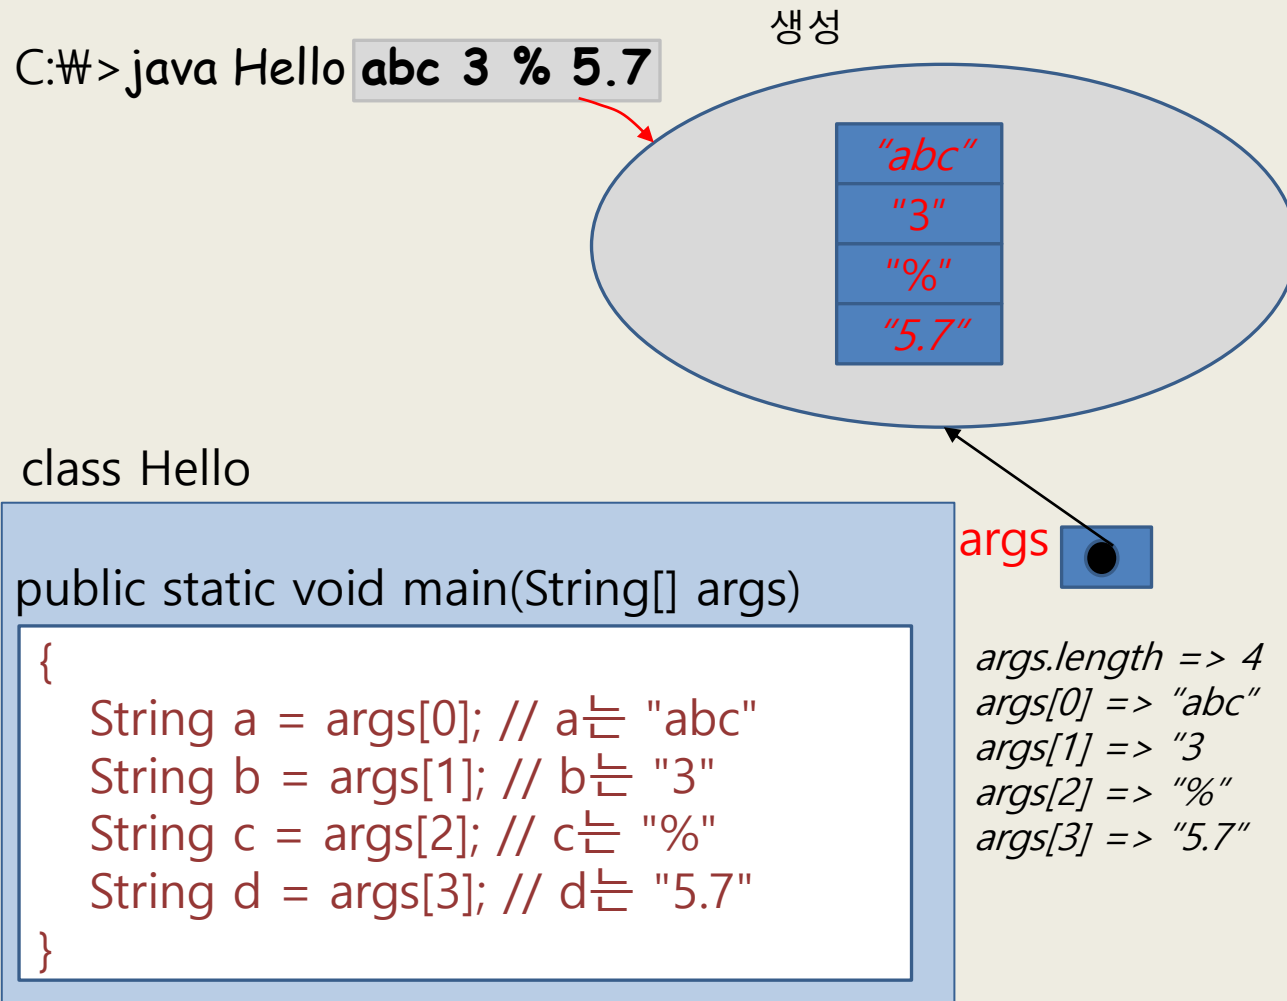 생성
C:₩>java Hello abc 3 % 5.7
"abc"
"3"
"%"
"5.7"
class Hello
public static void main(String[] args)
{
String a = args[0]; // a는 "abc"
String b = args[1]; // b는 "3"
String c = args[2]; // c는 "%"
String d = args[3]; // d는 "5.7"
}
args
args.length => 4
args[0] => "abc"
args[1] => "3
args[2] => "%"
args[3] => "5.7"